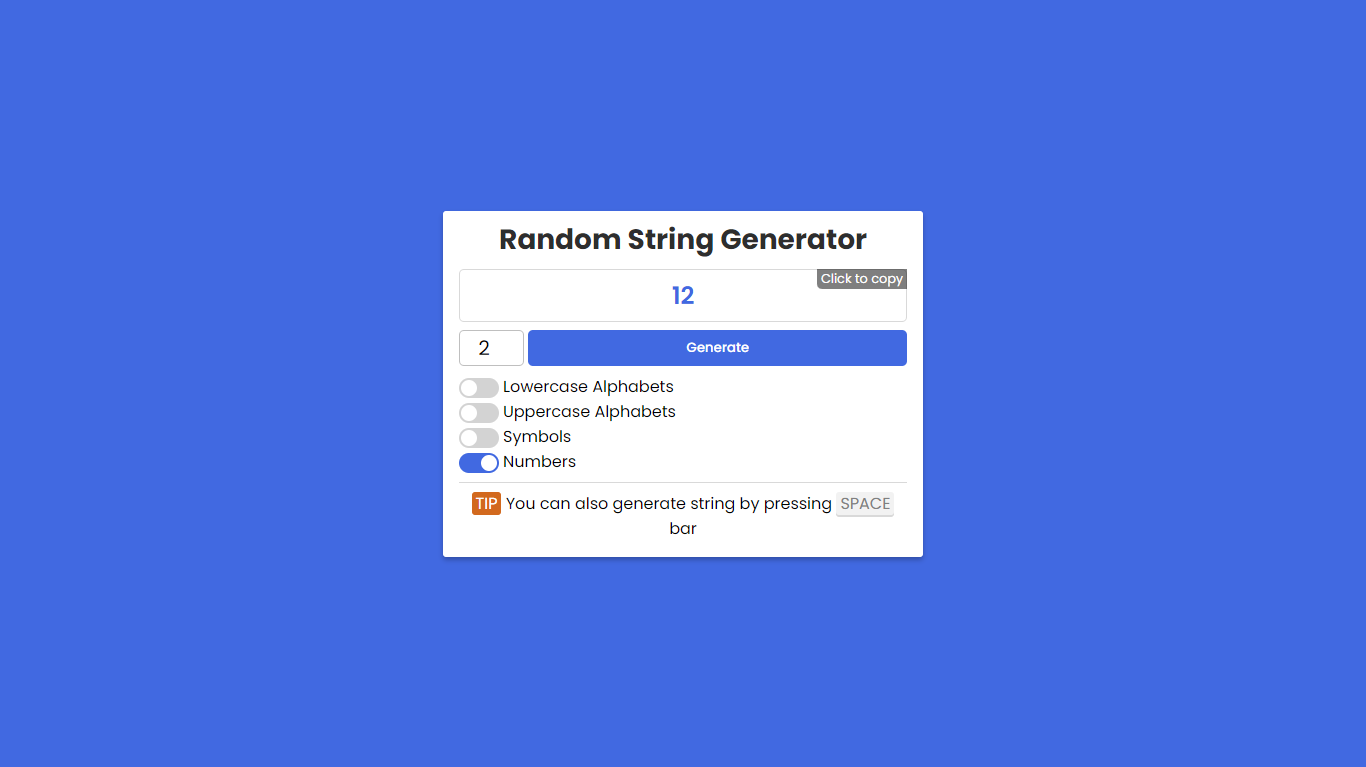 Random String Generator
Click to copy
12
2 Generate
Lowercase Alphabets
Uppercase Alphabets
Symbols
Numbers
TIP You can also generate string by pressing SPACE
bar